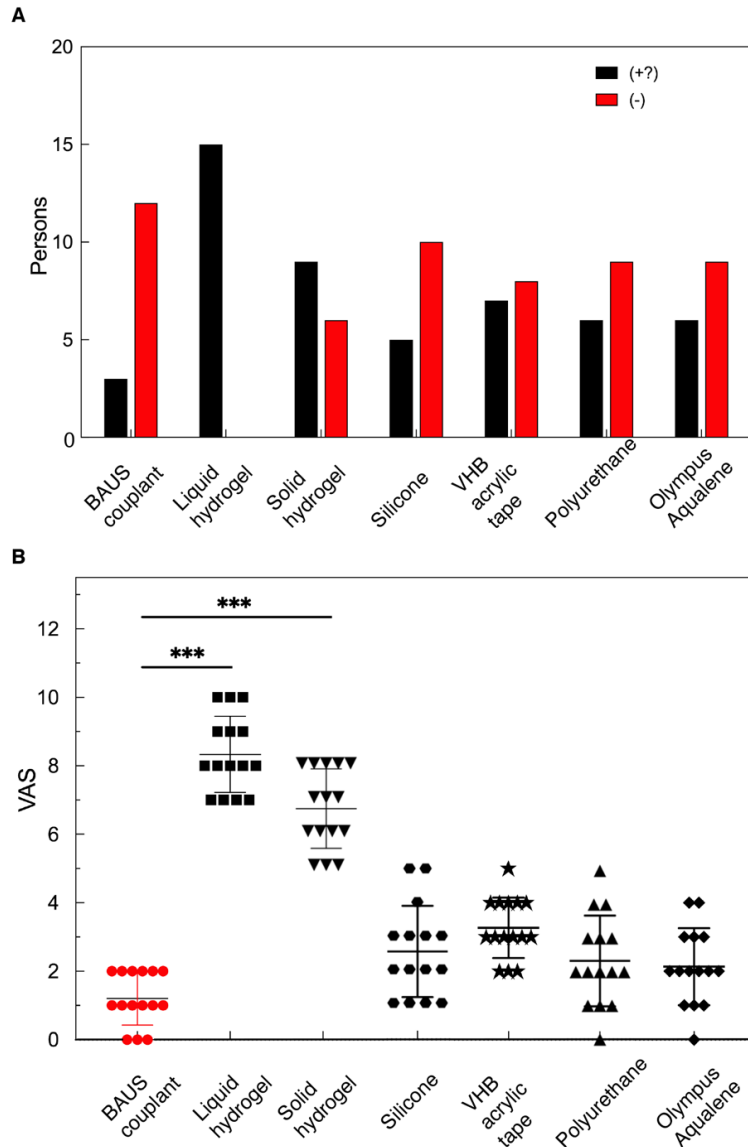 A
20
15
10
5
0
Persons
(+?)
(-)
BAUS
couplant
Liquid
hydrogel
Solid
hydrogel
Silicone
VHB
acrylic
tape
Polyurethane
Olympus
Aqualene
B
12
10
8
6
4
2
0
VAS
***
***
BAUS
couplant
Liquid
hydrogel
Solid
hydrogel
Silicone
VHB
acrylic
tape
Polyurethane
Olympus
Aqualene